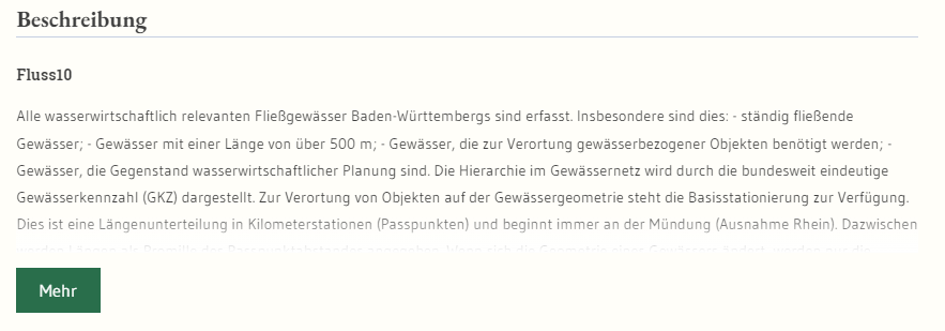 Beschreibung
Fluss10
Alle wasserwirtschaftlich relevanten Fließgewässer Baden-Württembergs sind erfasst. Insbesondere sind dies: - ständig fließende
Gewässer; - Gewässer mit einer Länge von über 500 m; - Gewässer, die zur Verortung gewässerbezogener Objekten benötigt werden; -
Gewässer, die Gegenstand wasserwirtschaftlicher Planung sind. Die Hierarchie im Gewässernetz wird durch die bundesweit eindeutige
Gewässerkennzahl (GKZ) dargestellt. Zur Verortung von Objekten auf der Gewässergeometrie steht die Basisstationierung zur Verfügung.
Dies ist eine Längenunterteilung in Kilometerstationen (Passpunkten) und beginnt immer an der Mündung (Ausnahme Rhein). Dazwischen
Mehr